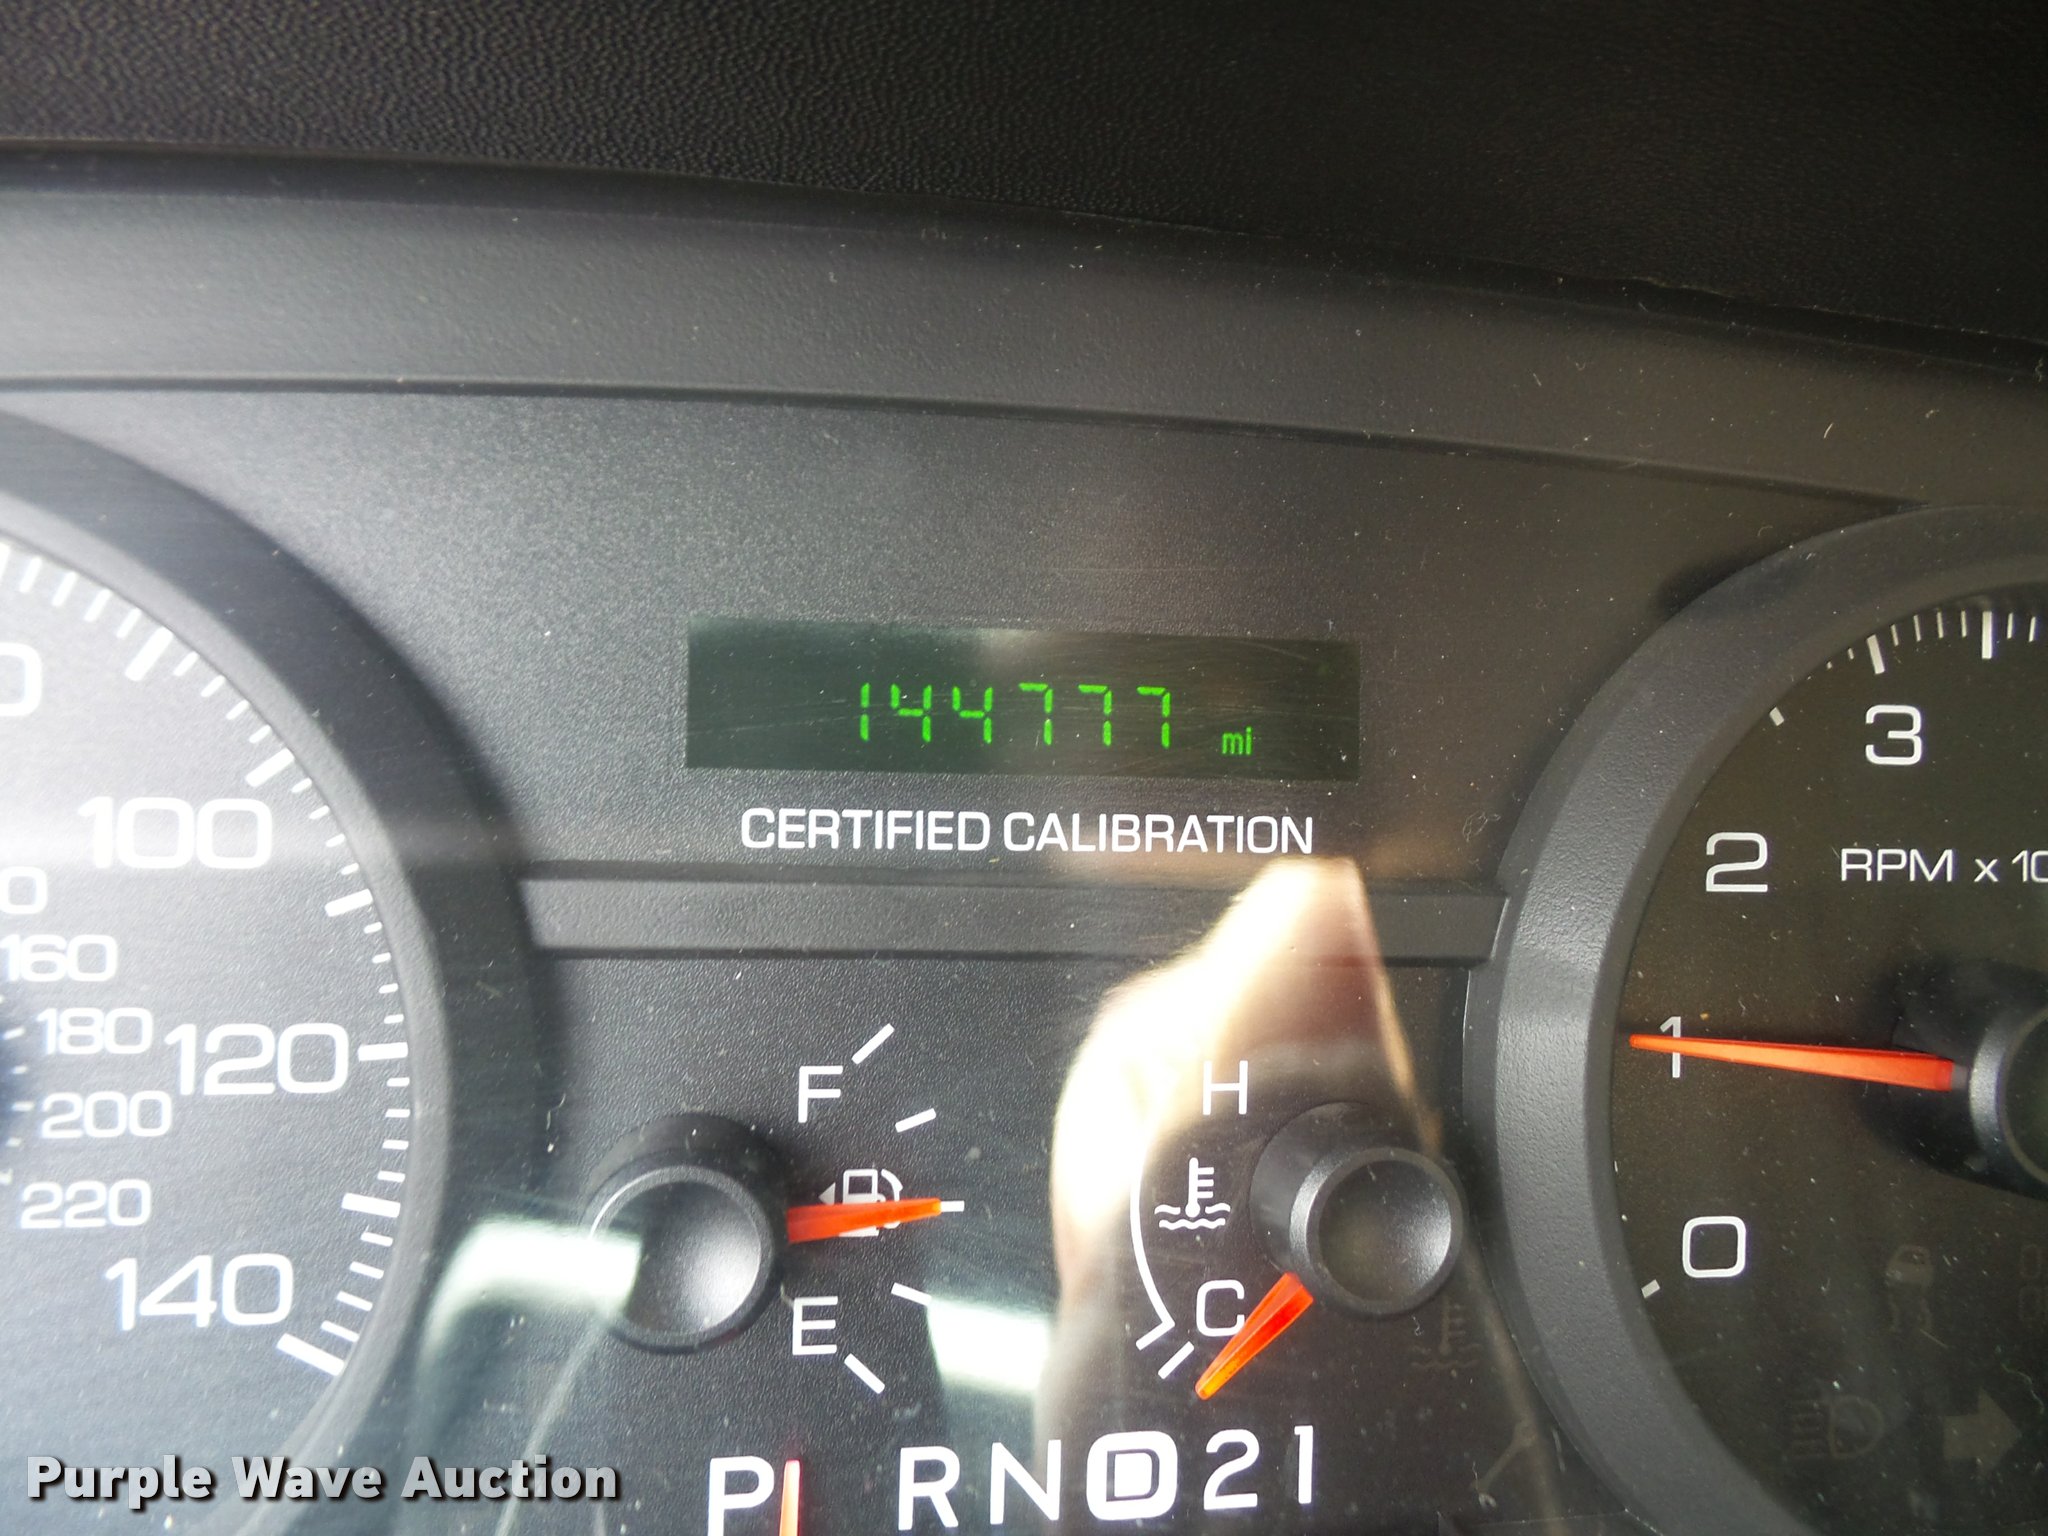 144777 mi
CERTIFIED CALIBRATION
100
120
140
160
180
200
220
3
2
1
0
RPM x 10
F
E
H
C
P R N D 2 1
Purple Wave Auction